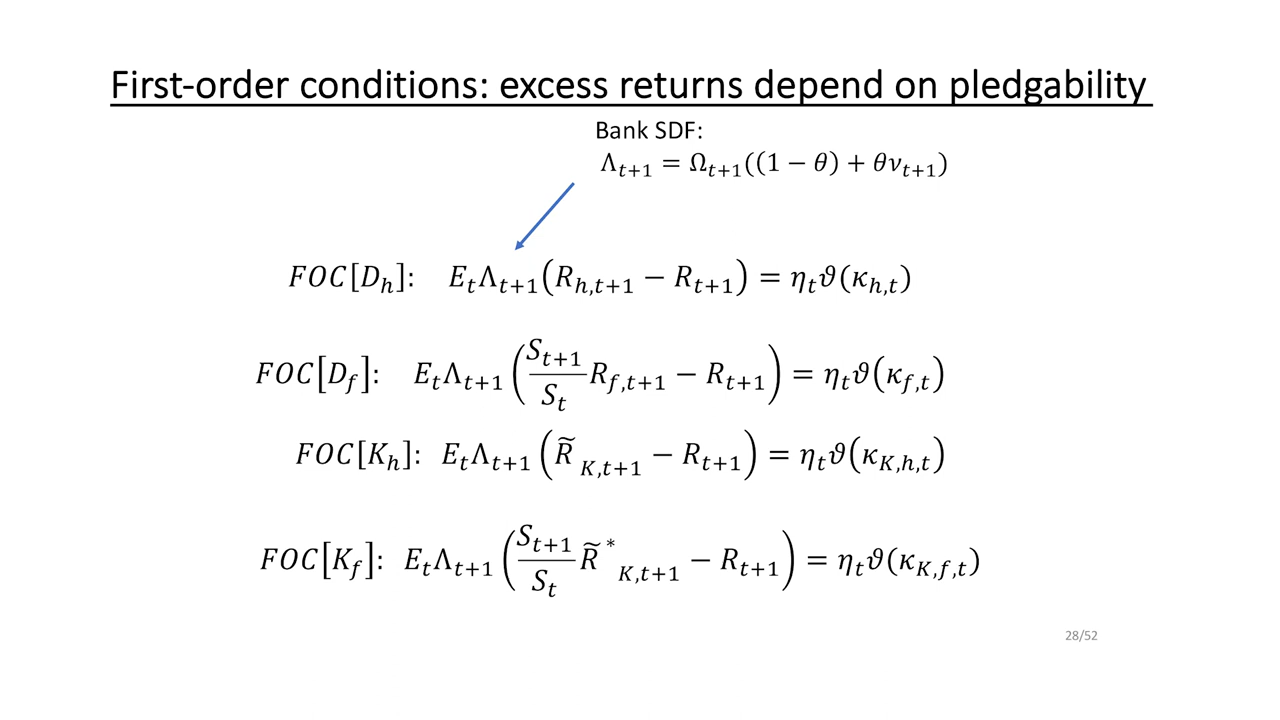 First-order conditions: excess returns depend on pledgability
Bank SDF:
Λ_{t+1} = Ω_{t+1}((1 − θ) + θν_{t+1})
FOC[D_h]: E_tΛ_{t+1}(R_{h,t+1} − R_{t+1}) = η_tϑ(κ_{h,t})
FOC[D_f]: E_tΛ_{t+1}(S_{t+1}/S_t R_{f,t+1} − R_{t+1}) = η_tϑ(κ_{f,t})
FOC[K_h]: E_tΛ_{t+1}(R̃_{K,t+1} − R_{t+1}) = η_tϑ(κ_{K,h,t})
FOC[K_f]: E_tΛ_{t+1}(S_{t+1}/S_t R̃^*_{K,t+1} − R_{t+1}) = η_tϑ(κ_{K,f,t})
28/52